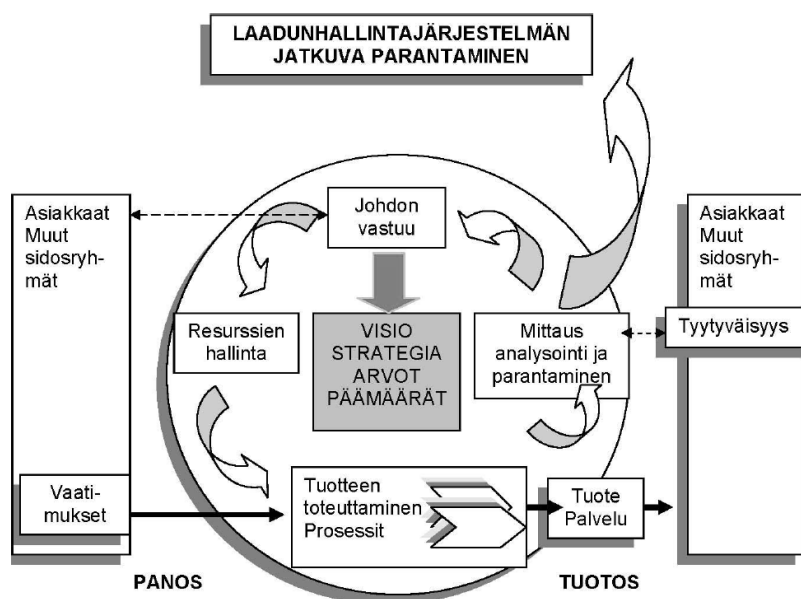 LAADUNHALLINTAJÄRJESTELMÄN
JATKUVA PARANTAMINEN
Asiakkaat
Muut
sidosryh-
mät
Johdon
vastuu
Asiakkaat
Muut
sidosryh-
mät
Resurssien
hallinta
VISIO
STRATEGIA
ARVOT
PÄÄMÄÄRÄT
Mittaus
analysointi ja
parantaminen
Tyytyväisyys
Vaati-
mukset
Tuotteen
toteuttaminen
Prosessit
Tuote
Palvelu
PANOS
TUOTOS